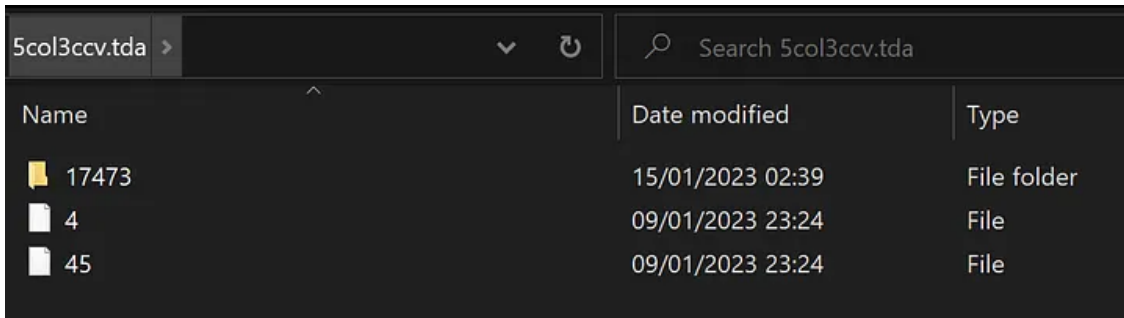 5col3ccv.tda Search 5col3ccv.tda
Name Date modified Type
17473 15/01/2023 02:39 File folder
4 09/01/2023 23:24 File
45 09/01/2023 23:24 File